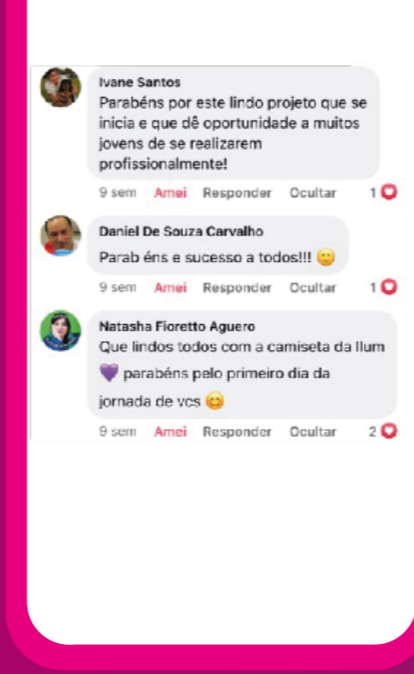 Ivane Santos
Parabéns por este lindo projeto que se
inicia e que dê oportunidade a muitos
jovens de se realizarem
profissionalmente!
9 sem Amei Responder Ocultar 1
Daniel De Souza Carvalho
Parab éns e sucesso a todos!!! 🙂
9 sem Amei Responder Ocultar 1
Natasha Fioretto Aguero
Que lindos todos com a camiseta da Ilum
💜 parabéns pelo primeiro dia da
jornada de vcs 😊
9 sem Amei Responder Ocultar 2